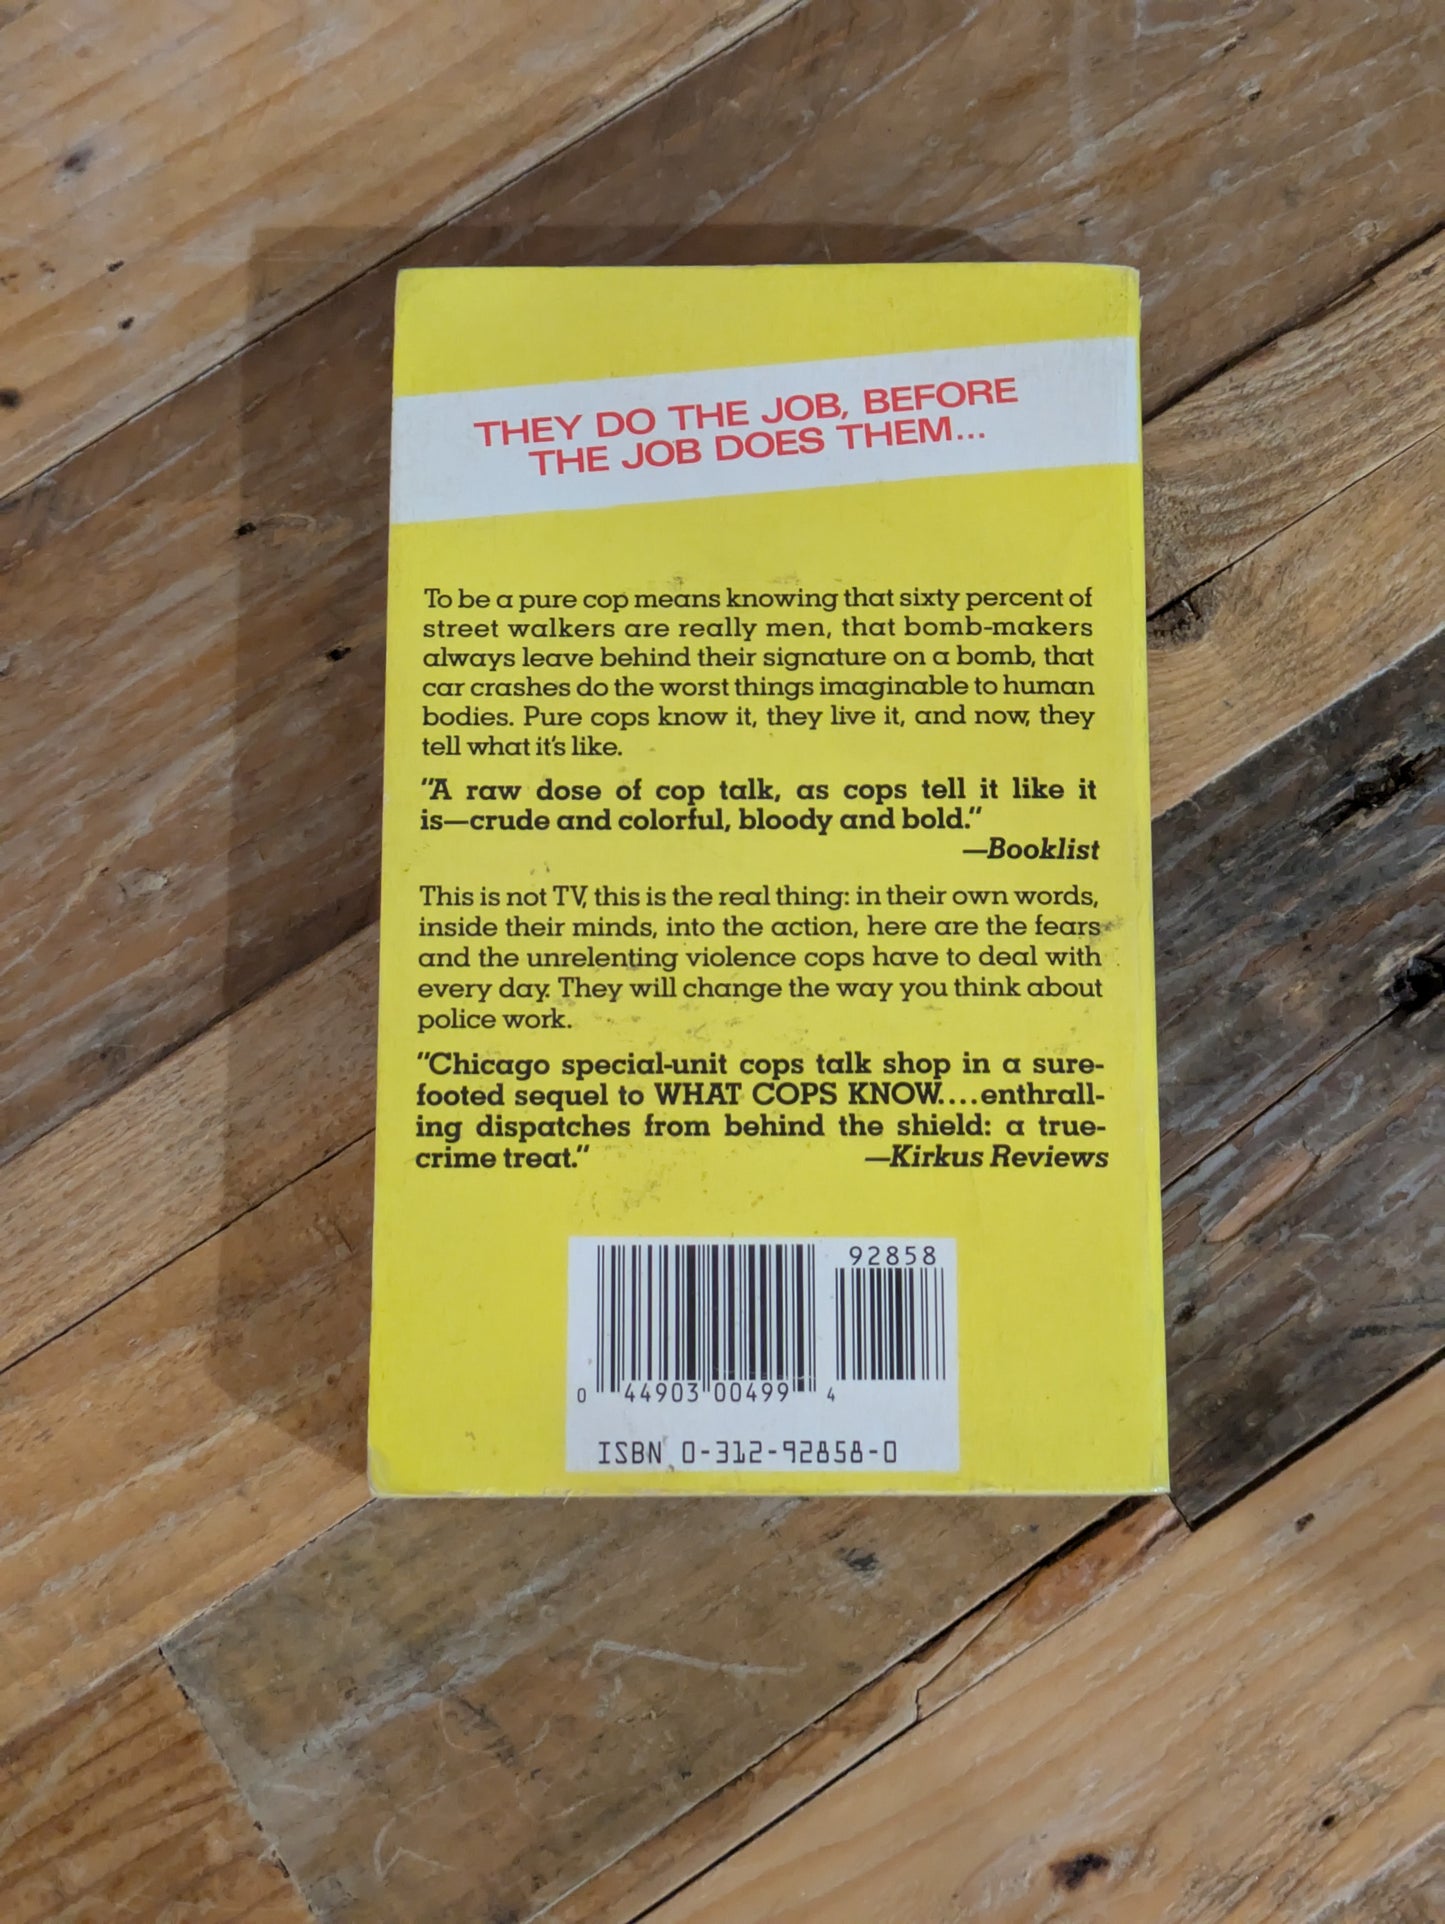 THEY DO THE JOB, BEFORE
THE JOB DOES THEM...
To be a pure cop means knowing that sixty percent of
street walkers are really men, that bomb-makers
always leave behind their signature on a bomb, that
car crashes do the worst things imaginable to human
bodies. Pure cops know it, they live it, and now, they
tell what it's like.
"A raw dose of cop talk, as cops tell it like it
is—crude and colorful, bloody and bold."
—Booklist
This is not TV, this is the real thing: in their own words,
inside their minds, into the action, here are the fears
and the unrelenting violence cops have to deal with
every day. They will change the way you think about
police work.
"Chicago special-unit cops talk shop in a sure-
footed sequel to WHAT COPS KNOW....enthrall-
ing dispatches from behind the shield: a true-
crime treat." —Kirkus Reviews
92858
0 44903 00499 4
ISBN 0-312-92858-0